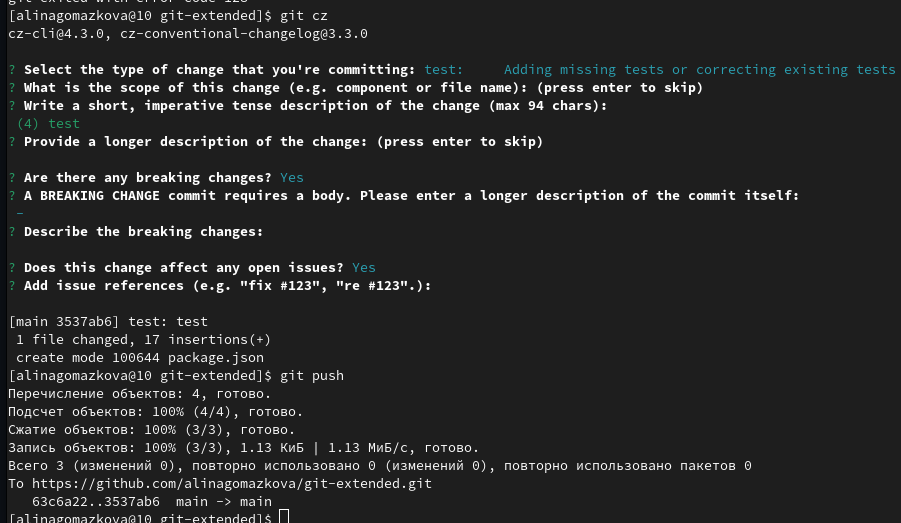 git exited with error code 128
[alinagomazkova@10 git-extended]$ git cz
cz-cli@4.3.0, cz-conventional-changelog@3.3.0
? Select the type of change that you're committing: test:     Adding missing tests or correcting existing tests
? What is the scope of this change (e.g. component or file name): (press enter to skip)
? Write a short, imperative tense description of the change (max 94 chars):
(4) test
? Provide a longer description of the change: (press enter to skip)
? Are there any breaking changes? Yes
? A BREAKING CHANGE commit requires a body. Please enter a longer description of the commit itself:
-
? Describe the breaking changes:
? Does this change affect any open issues? Yes
? Add issue references (e.g. "fix #123", "re #123".):
[main 3537ab6] test: test
1 file changed, 17 insertions(+)
create mode 100644 package.json
[alinagomazkova@10 git-extended]$ git push
Перечисление объектов: 4, готово.
Подсчет объектов: 100% (4/4), готово.
Сжатие объектов: 100% (3/3), готово.
Запись объектов: 100% (3/3), 1.13 КиБ | 1.13 МиБ/с, готово.
Всего 3 (изменений 0), повторно использовано 0 (изменений 0), повторно использовано пакетов 0
To https://github.com/alinagomazkova/git-extended.git
63c6a22..3537ab6  main -> main
[alinagomazkova@10 git-extended]$